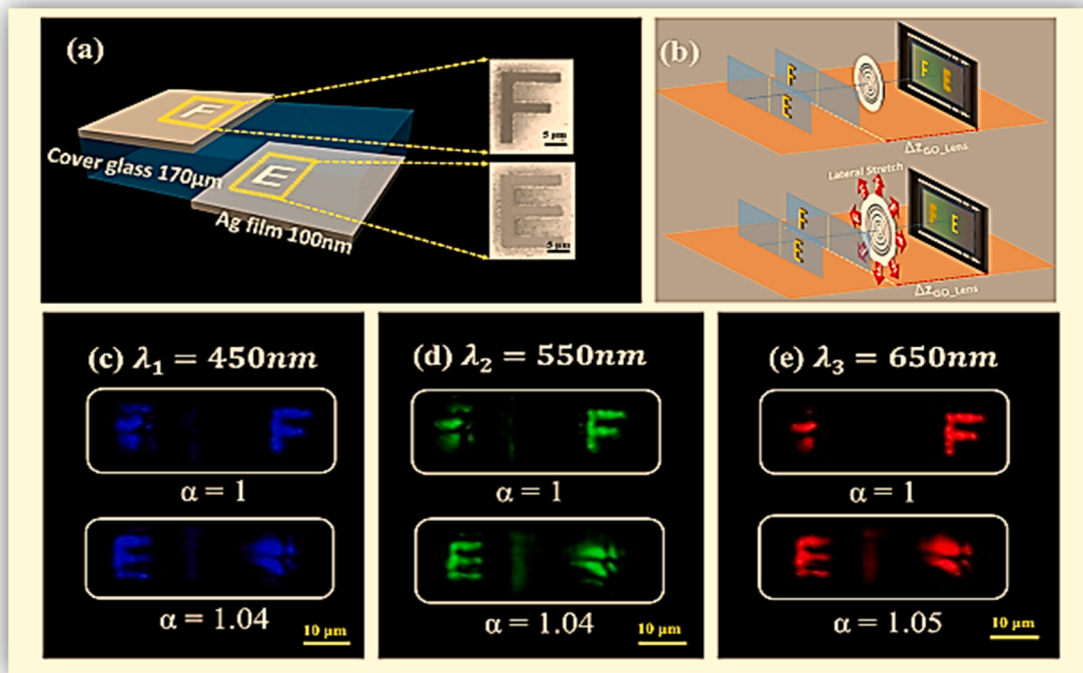 (a)
F
E
Cover glass 170μm
Ag film 100nm
F
5 μm
E
5 μm
(b)
F
E
F E
ΔzGO_Lens
Lateral Stretch
F
E
F E
ΔzGO_Lens
(c) λ₁ = 450nm
F
α = 1
E
α = 1.04
10 μm
(d) λ₂ = 550nm
F
α = 1
E
α = 1.04
10 μm
(e) λ₃ = 650nm
F
α = 1
E
α = 1.05
10 μm